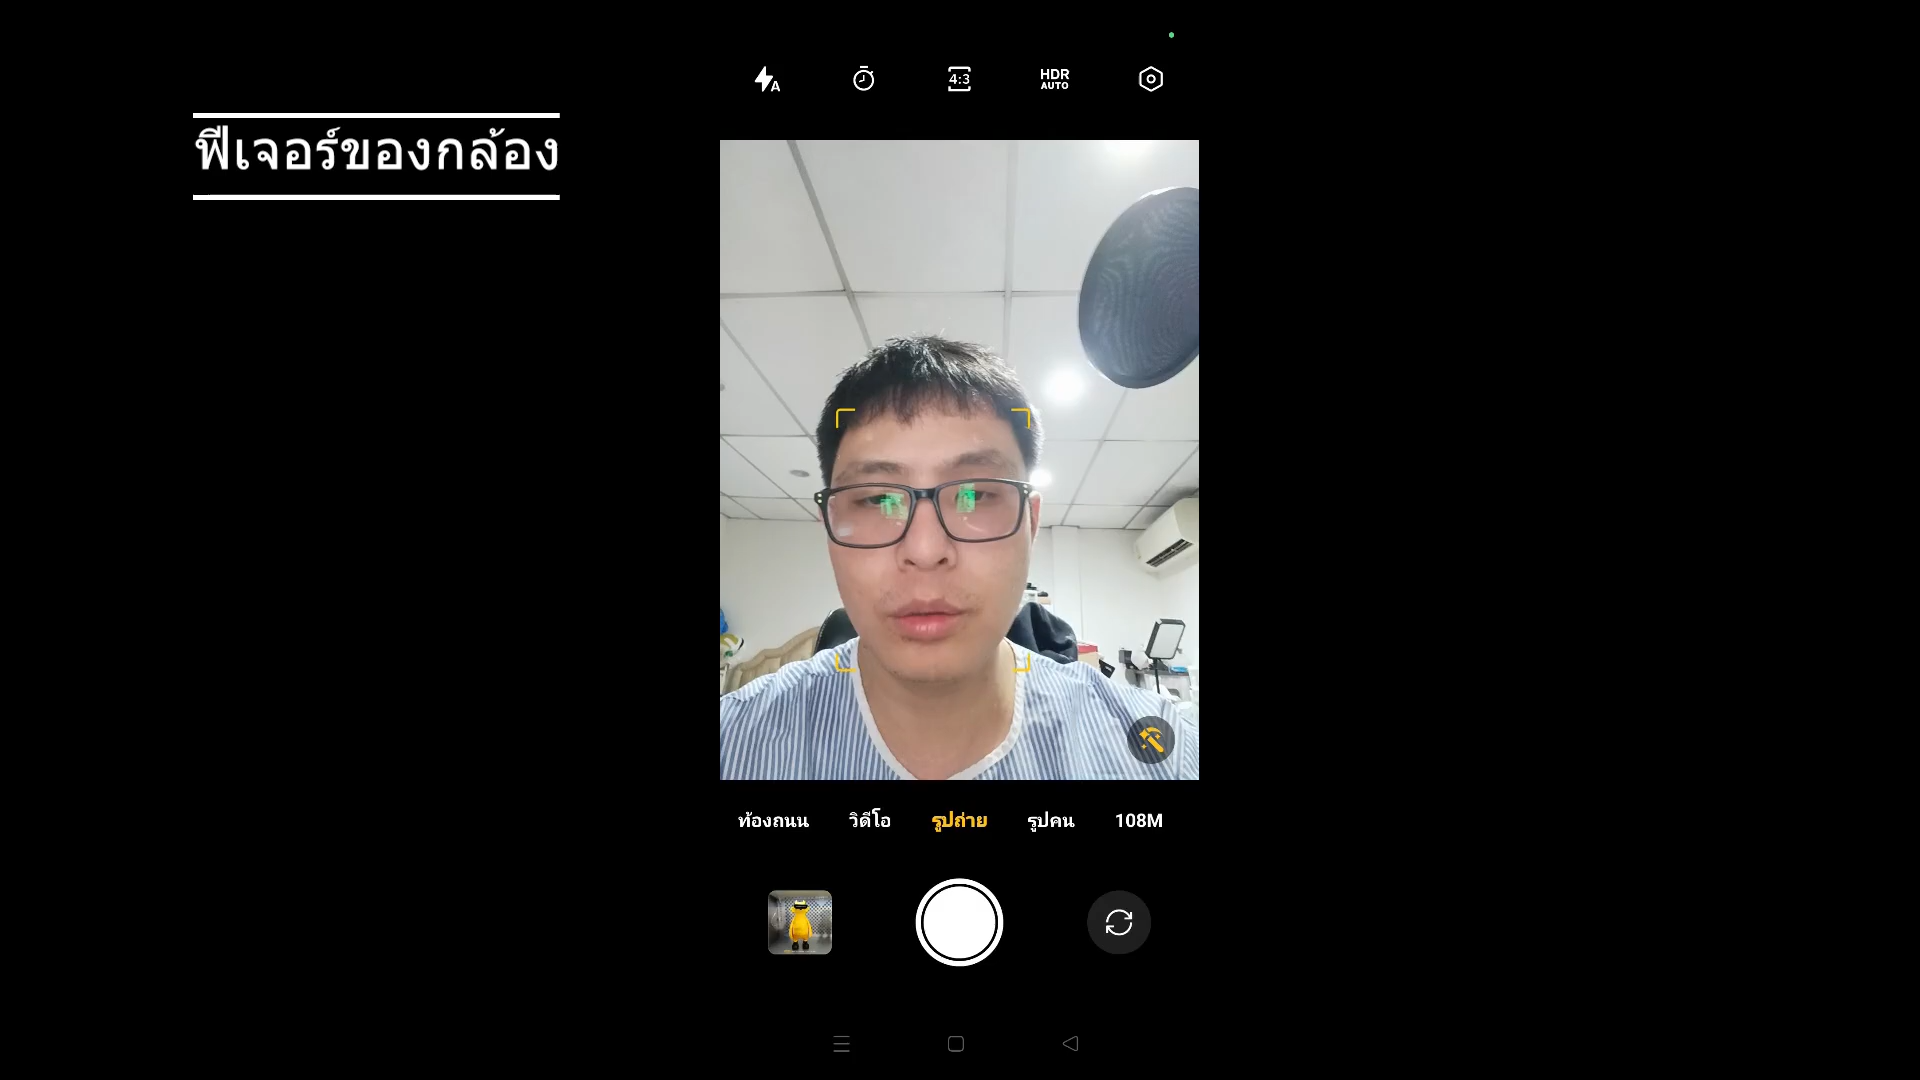 A
4:3
HDR
AUTO
ฟีเจอร์ของกล้อง
ท้องถนน วิดีโอ รูปถ่าย รูปคน 108M